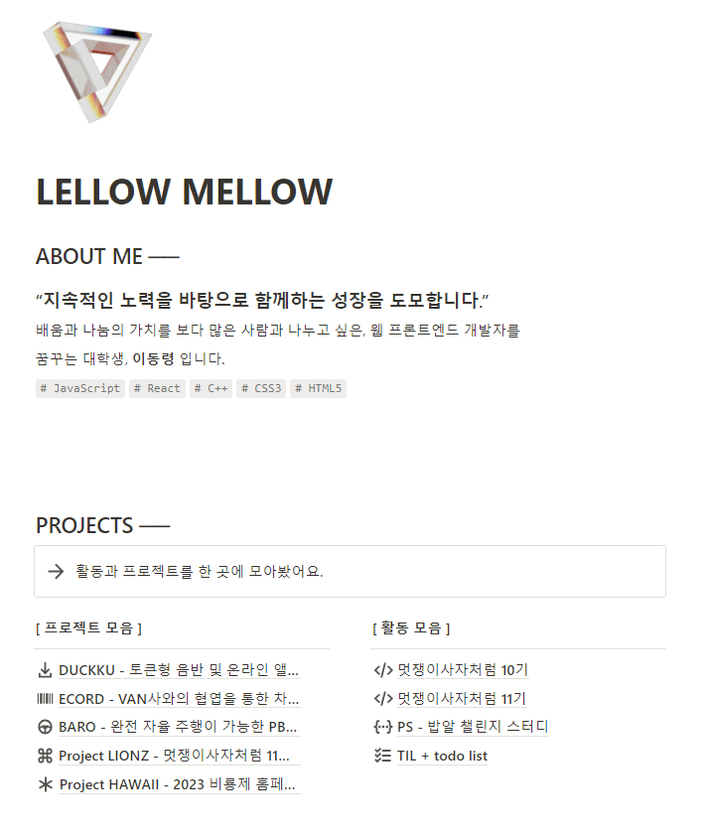 LELLOW MELLOW
ABOUT ME ──
“지속적인 노력을 바탕으로 함께하는 성장을 도모합니다.”
배움과 나눔의 가치를 보다 많은 사람과 나누고 싶은, 웹 프론트엔드 개발자를
꿈꾸는 대학생, 이동령 입니다.
# JavaScript # React # C++ # CSS3 # HTML5
PROJECTS ──
→ 활동과 프로젝트를 한 곳에 모아봤어요.
[ 프로젝트 모음 ]
DUCKKU - 토큰형 음반 및 온라인 앨...
ECORD - VAN사와의 협엽을 통한 차...
BARO - 완전 자율 주행이 가능한 PB...
Project LIONZ - 멋쟁이사자처럼 11...
Project HAWAII - 2023 비룡제 홈페...
[ 활동 모음 ]
멋쟁이사자처럼 10기
멋쟁이사자처럼 11기
PS - 밥알 챌린지 스터디
TIL + todo list